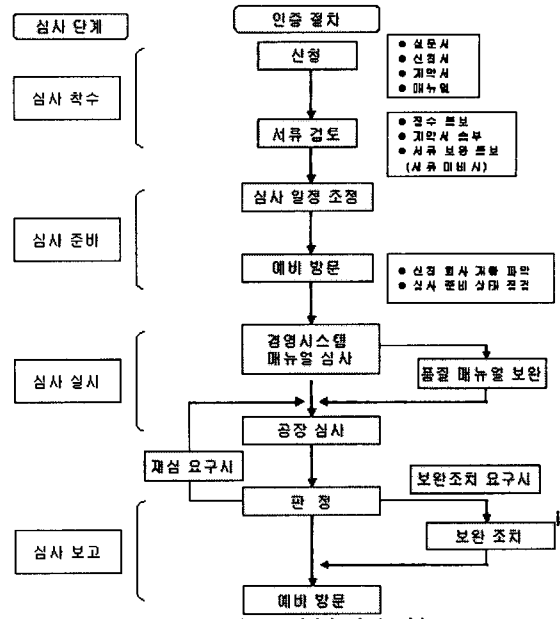 심사 단계
인증 절차
심사 착수
신청
● 설문서
● 신청서
● 계약서
● 매뉴얼
서류 검토
● 접수 통보
● 계약서 송부
● 서류 보완 통보
(서류 미비시)
심사 준비
심사 일정 조정
예비 방문
● 신청 회사 개황 파악
● 심사 준비 상태 점검
심사 실시
경영시스템
매뉴얼 심사
품질 매뉴얼 보완
공장 심사
재심 요구시
보완조치 요구시
심사 보고
판 정
보완 조치
예비 방문